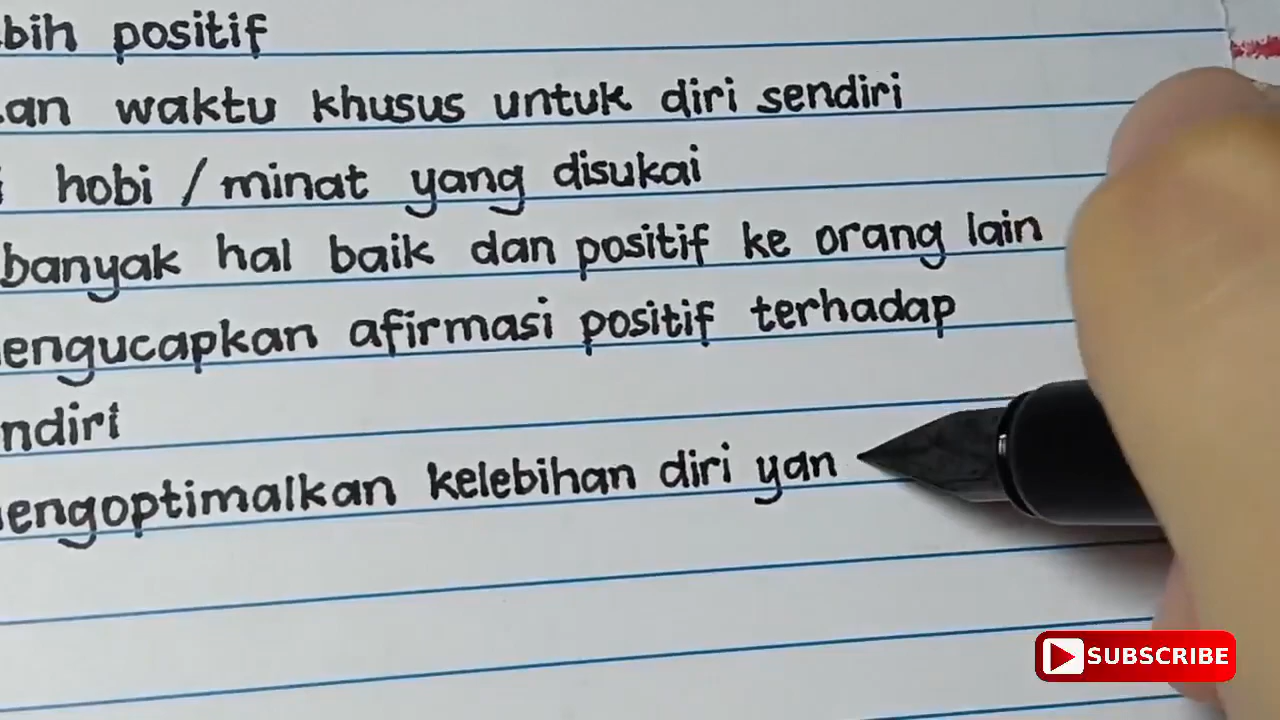 bih positif
an waktu khusus untuk diri sendiri
i hobi / minat yang disukai
banyak hal baik dan positif ke orang lain
engucapkan afirmasi positif terhadap
ndiri
engoptimalkan kelebihan diri yan
SUBSCRIBE